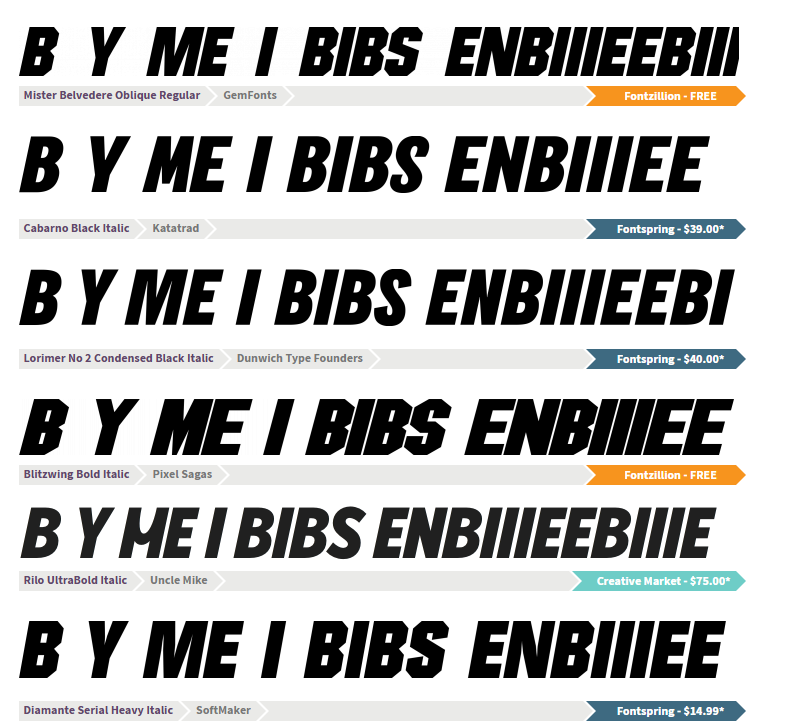 B Y ME I BIBS ENBIIIEEBIII
Mister Belvedere Oblique Regular GemFonts Fontzillion - FREE
B Y ME I BIBS ENBIIIEE
Cabarno Black Italic Katatrad Fontspring - $39.00*
B Y ME I BIBS ENBIIIEEBI
Lorimer No 2 Condensed Black Italic Dunwich Type Founders Fontspring - $40.00*
B Y ME I BIBS ENBIIIEE
Blitzwing Bold Italic Pixel Sagas Fontzillion - FREE
B Y ME I BIBS ENBIIIEEBIIIE
Rilo UltraBold Italic Uncle Mike Creative Market - $75.00*
B Y ME I BIBS ENBIIIEE
Diamante Serial Heavy Italic SoftMaker Fontspring - $14.99*